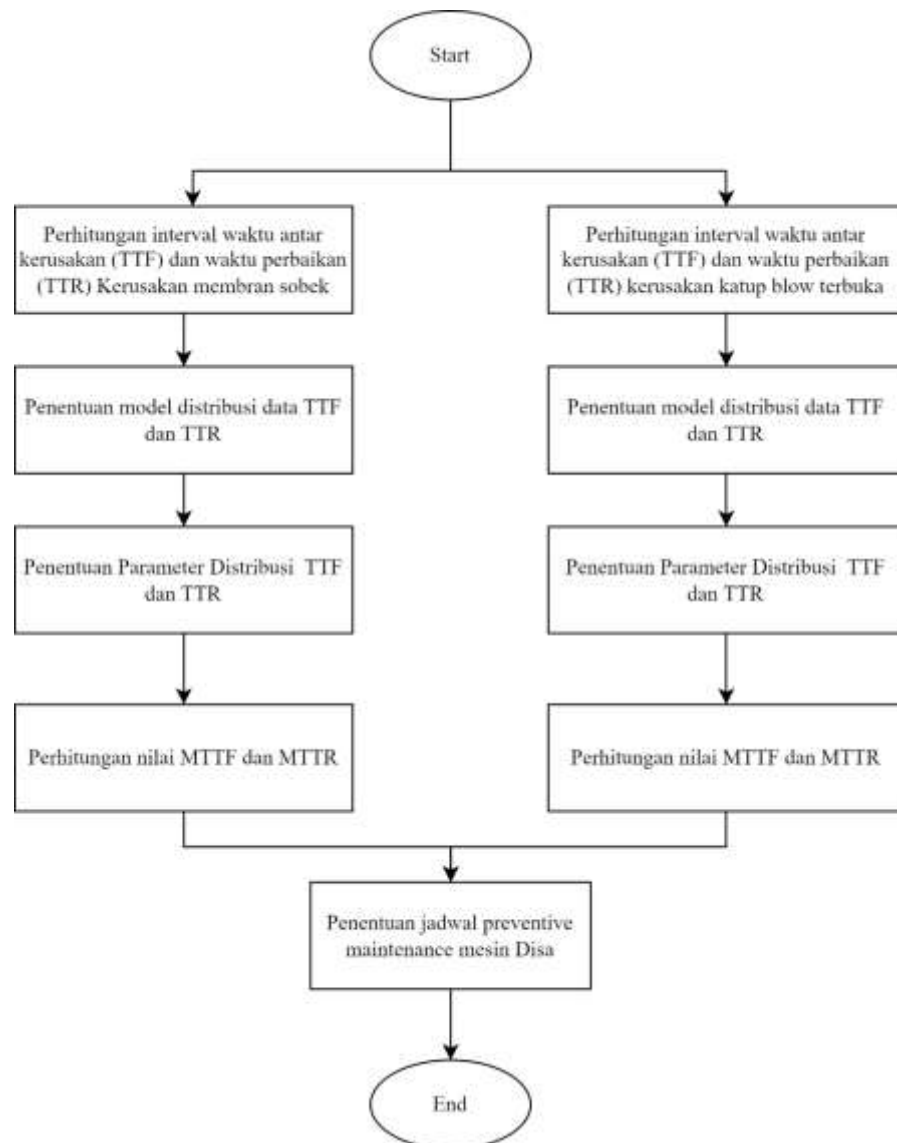 Start
Perhitungan interval waktu antar
kerusakan (TTF) dan waktu perbaikan
(TTR) Kerusakan membran sobek
Perhitungan interval waktu antar
kerusakan (TTF) dan waktu perbaikan
(TTR) kerusakan katup blow terbuka
Penentuan model distribusi data TTF
dan TTR
Penentuan model distribusi data TTF
dan TTR
Penentuan Parameter Distribusi TTF
dan TTR
Penentuan Parameter Distribusi TTF
dan TTR
Perhitungan nilai MTTF dan MTTR
Perhitungan nilai MTTF dan MTTR
Penentuan jadwal preventive
maintenance mesin Disa
End